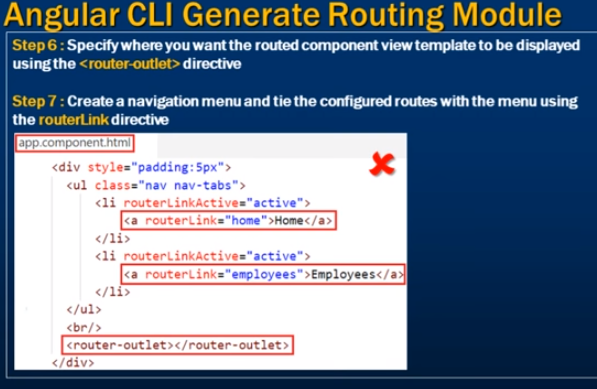 Angular CLI Generate Routing Module
Step 6 : Specify where you want the routed component view template to be displayed
using the <router-outlet> directive
Step 7 : Create a navigation menu and tie the configured routes with the menu using
the routerLink directive
app.component.html
<div style="padding:5px">
<ul class="nav nav-tabs">
<li routerLinkActive="active">
<a routerLink="home">Home</a>
</li>
<li routerLinkActive="active">
<a routerLink="employees">Employees</a>
</li>
</ul>
<br/>
<router-outlet></router-outlet>
</div>